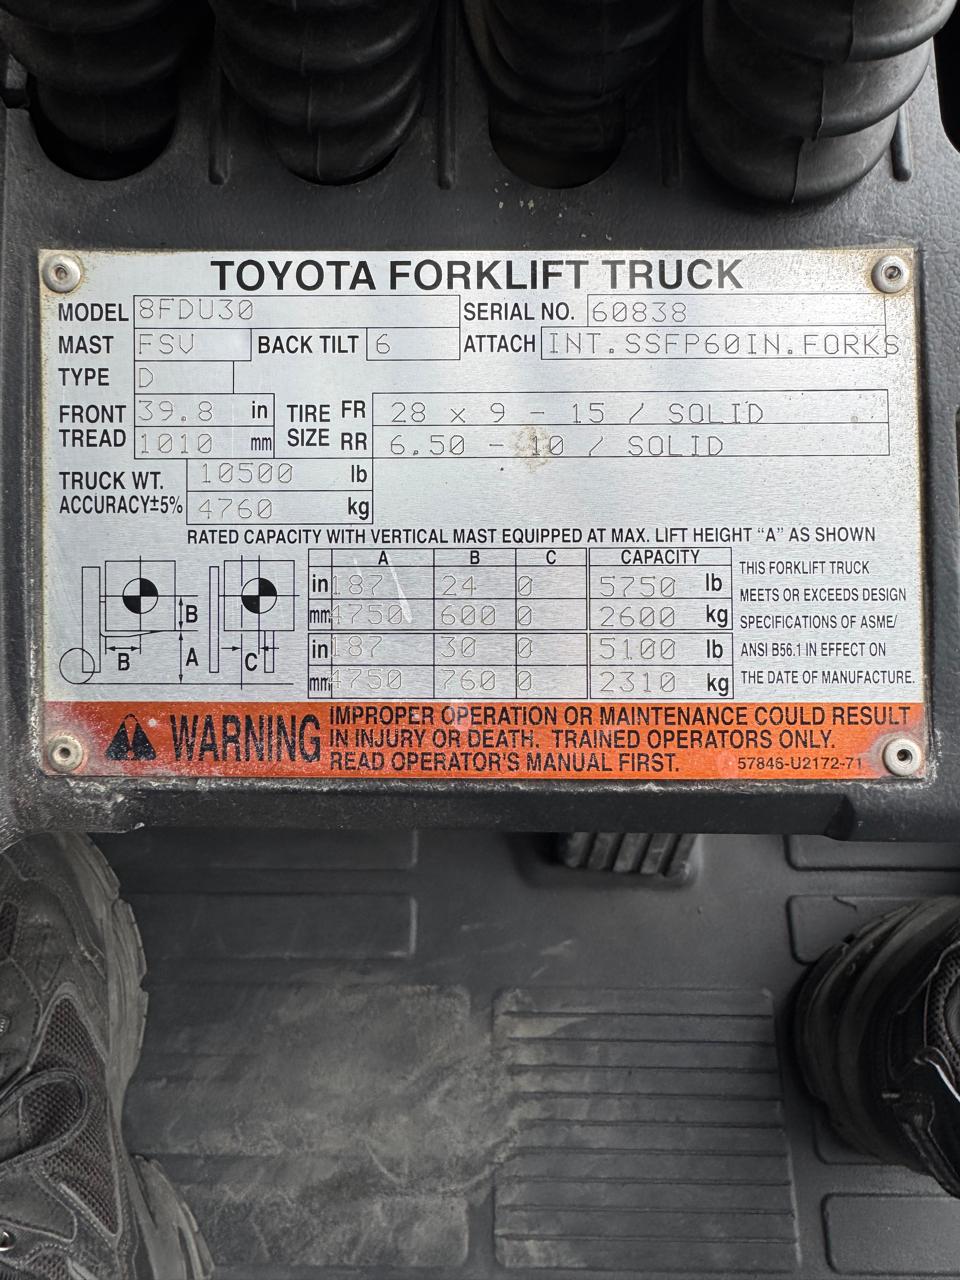 TOYOTA FORKLIFT TRUCK
MODEL 8FDU30 SERIAL NO. 60838
MAST FSV BACK TILT 6 ATTACH INT.SSFP60IN.FORKS
TYPE D
FRONT TREAD 39.8 in TIRE SIZE FR 28 x 9 - 15 / SOLID
1010 mm RR 6.50 - 10 / SOLID
TRUCK WT. 10500 lb
ACCURACY±5% 4760 kg
RATED CAPACITY WITH VERTICAL MAST EQUIPPED AT MAX. LIFT HEIGHT "A" AS SHOWN
A B C CAPACITY
in 187 24 0 5750 lb
mm 4750 600 0 2600 kg
in 187 30 0 5100 lb
mm 4750 760 0 2310 kg
B
B A C
THIS FORKLIFT TRUCK
MEETS OR EXCEEDS DESIGN
SPECIFICATIONS OF ASME/
ANSI B56.1 IN EFFECT ON
THE DATE OF MANUFACTURE.
WARNING
IMPROPER OPERATION OR MAINTENANCE COULD RESULT
IN INJURY OR DEATH. TRAINED OPERATORS ONLY.
READ OPERATOR'S MANUAL FIRST. 57846-U2172-71